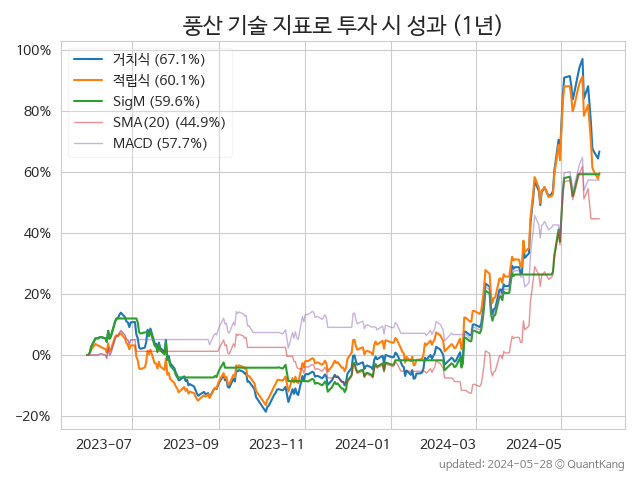 풍산 기술 지표로 투자 시 성과 (1년)
100%
80%
60%
40%
20%
0%
−20%
거치식 (67.1%)
적립식 (60.1%)
SigM (59.6%)
SMA(20) (44.9%)
MACD (57.7%)
2023−07 2023−09 2023−11 2024−01 2024−03 2024−05
updated: 2024-05-28 © QuantKang